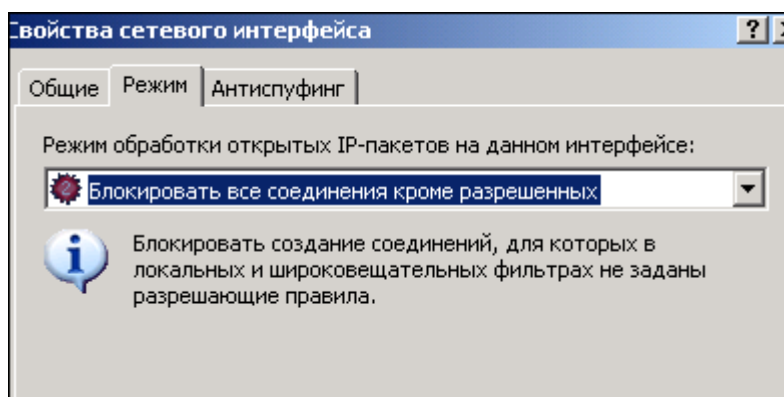 Свойства сетевого интерфейса
Общие Режим Антиспуфинг
Режим обработки открытых IP-пакетов на данном интерфейсе:
2 Блокировать все соединения кроме разрешенных
Блокировать создание соединений, для которых в
локальных и широковещательных фильтрах не заданы
разрешающие правила.